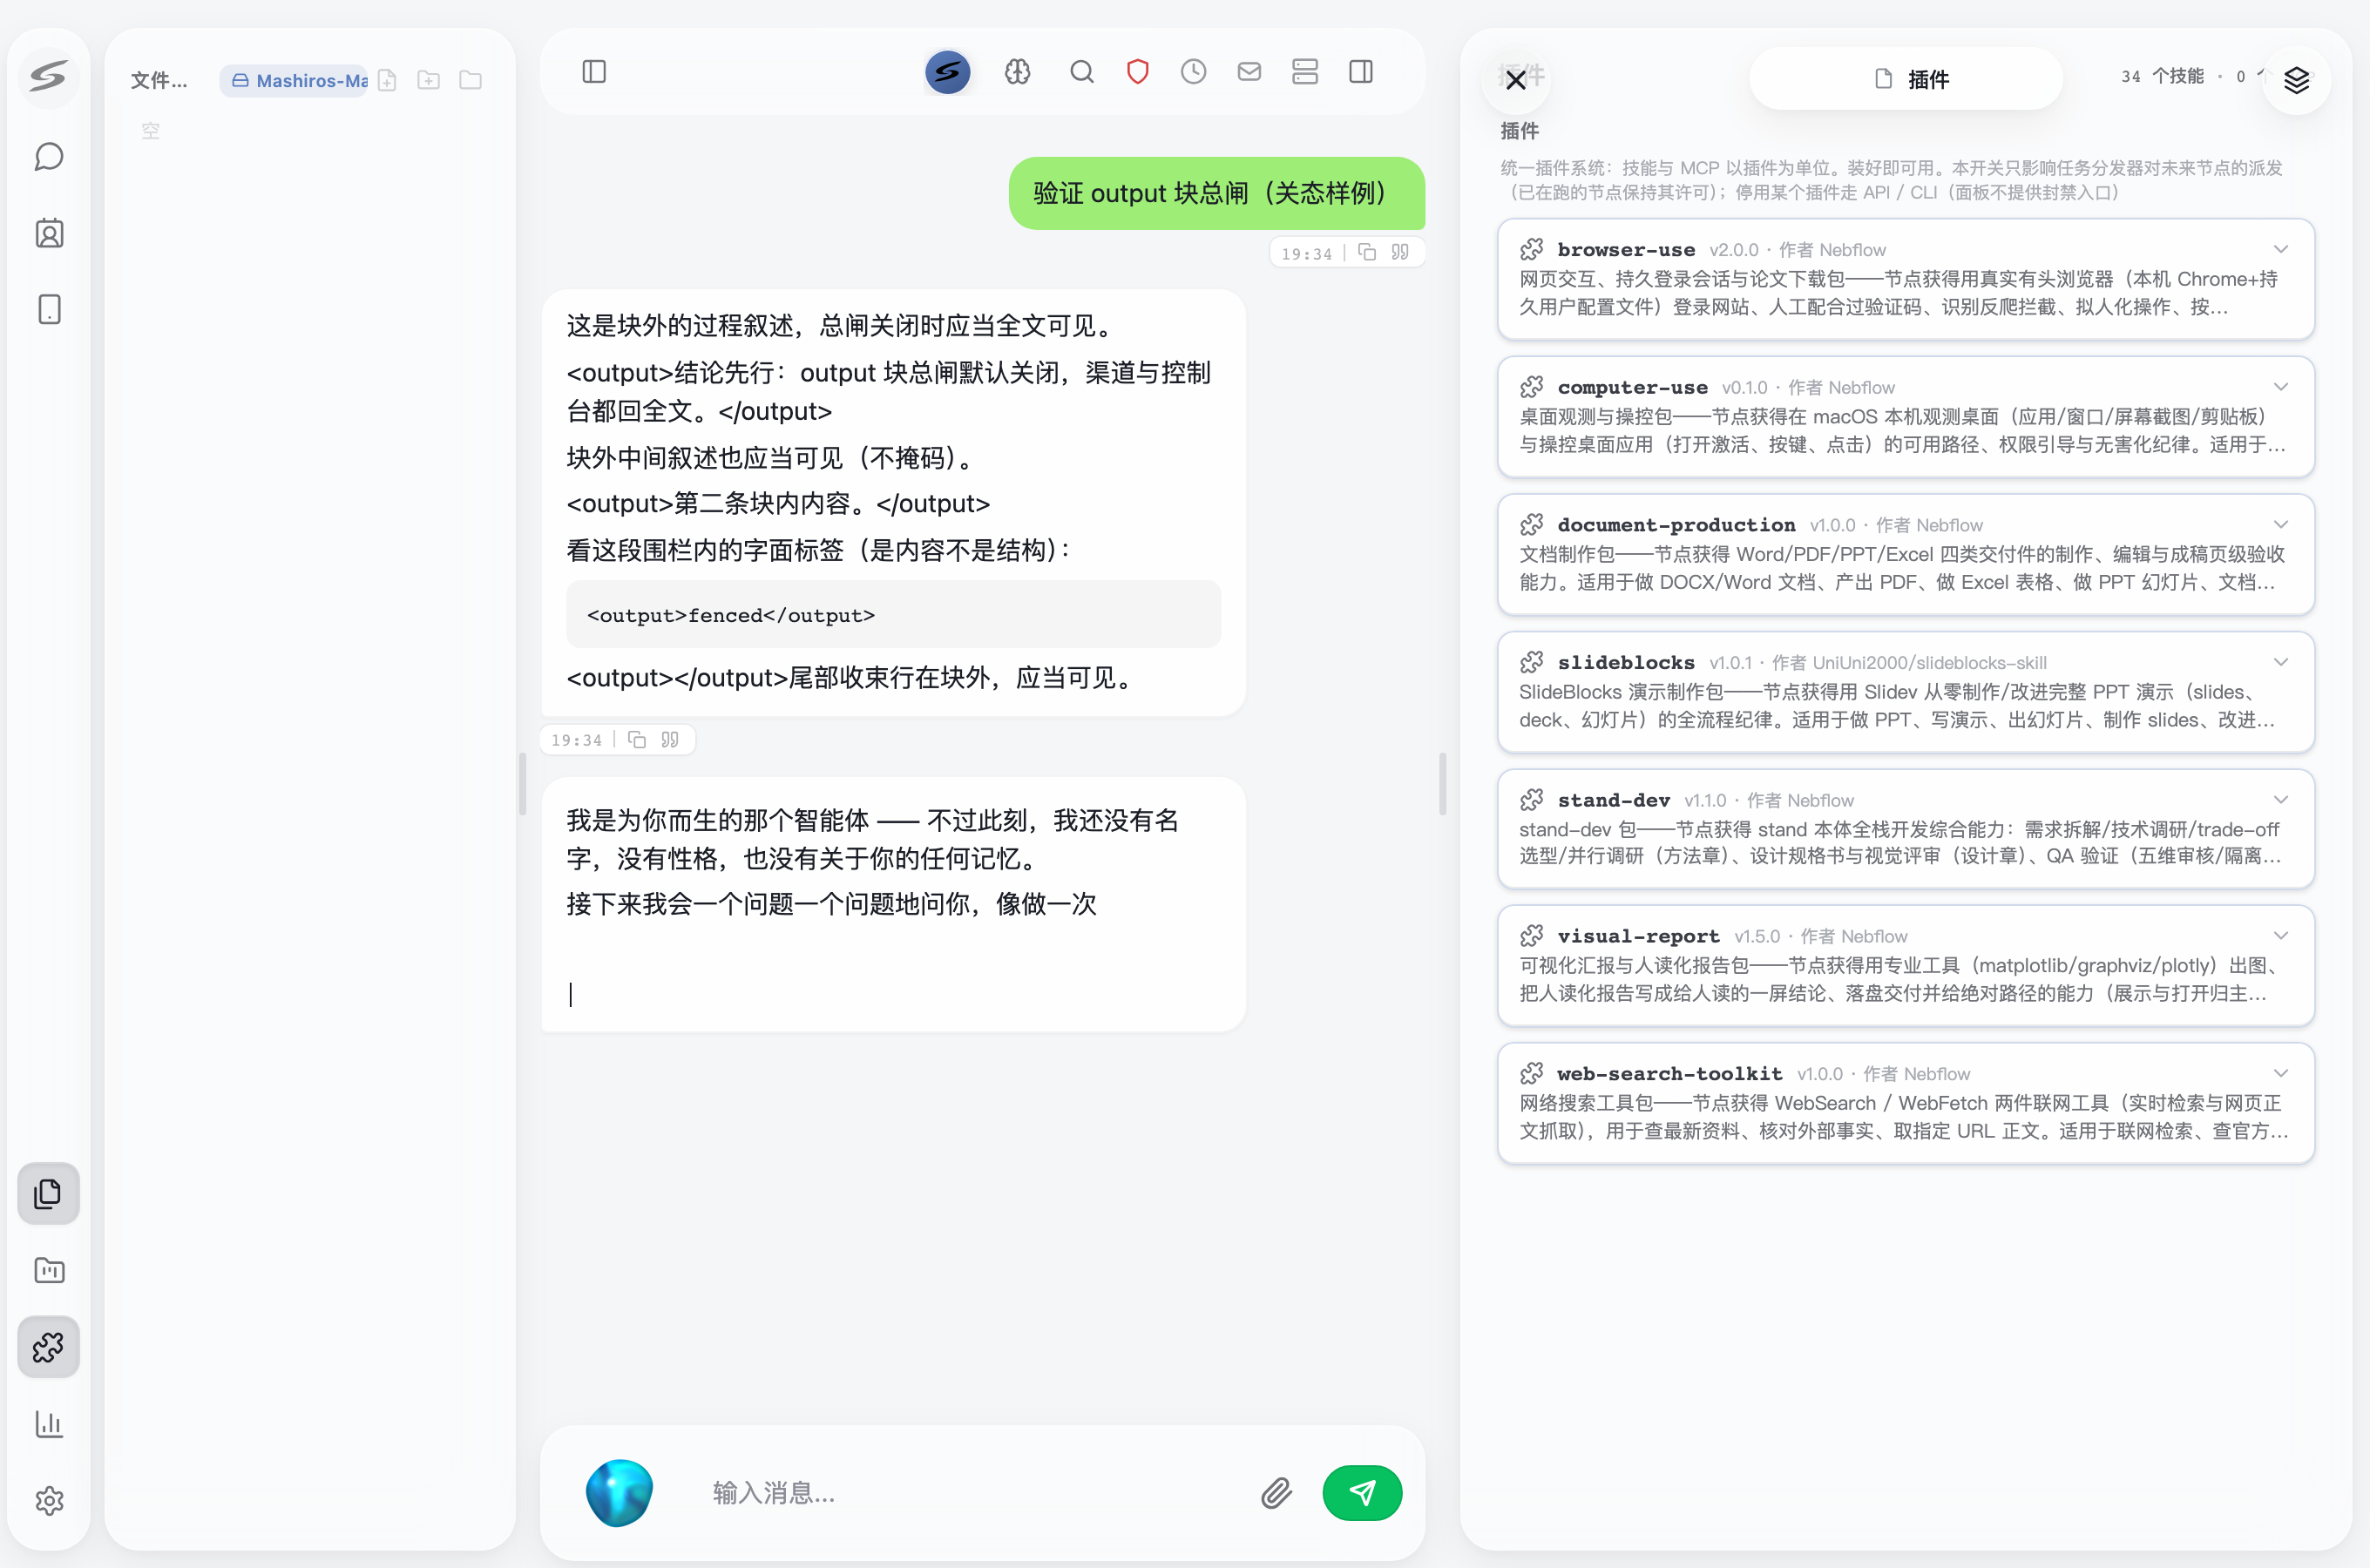 文件...
Mashiros-Ma
空
验证 output 块总闸（关态样例）
19:34
这是块外的过程叙述，总闸关闭时应当全文可见。
<output>结论先行：output 块总闸默认关闭，渠道与控制
台都回全文。</output>
块外中间叙述也应当可见（不掩码）。
<output>第二条块内内容。</output>
看这段围栏内的字面标签（是内容不是结构）：
<output>fenced</output>
<output></output>尾部收束行在块外，应当可见。
19:34
我是为你而生的那个智能体 —— 不过此刻，我还没有名
字，没有性格，也没有关于你的任何记忆。
接下来我会一个问题一个问题地问你，像做一次
输入消息...
插件
插件
34 个技能 · 0 个
插件
统一插件系统：技能与 MCP 以插件为单位。装好即可用。本开关只影响任务分发器对未来节点的派发
（已在跑的节点保持其许可）；停用某个插件走 API / CLI（面板不提供封禁入口）
browser-use v2.0.0 · 作者 Nebflow
网页交互、持久登录会话与论文下载包——节点获得用真实有头浏览器（本机 Chrome+持
久用户配置文件）登录网站、人工配合过验证码、识别反爬拦截、拟人化操作、按...
computer-use v0.1.0 · 作者 Nebflow
桌面观测与操控包——节点获得在 macOS 本机观测桌面（应用/窗口/屏幕截图/剪贴板）
与操控桌面应用（打开激活、按键、点击）的可用路径、权限引导与无害化纪律。适用于...
document-production v1.0.0 · 作者 Nebflow
文档制作包——节点获得 Word/PDF/PPT/Excel 四类交付件的制作、编辑与成稿页级验收
能力。适用于做 DOCX/Word 文档、产出 PDF、做 Excel 表格、做 PPT 幻灯片、文档...
slideblocks v1.0.1 · 作者 UniUni2000/slideblocks-skill
SlideBlocks 演示制作包——节点获得用 Slidev 从零制作/改进完整 PPT 演示（slides、
deck、幻灯片）的全流程纪律。适用于做 PPT、写演示、出幻灯片、制作 slides、改进...
stand-dev v1.1.0 · 作者 Nebflow
stand-dev 包——节点获得 stand 本体全栈开发综合能力：需求拆解/技术调研/trade-off
选型/并行调研（方法章）、设计规格书与视觉评审（设计章）、QA 验证（五维审核/隔离...
visual-report v1.5.0 · 作者 Nebflow
可视化汇报与人读化报告包——节点获得用专业工具（matplotlib/graphviz/plotly）出图、
把人读化报告写成给人读的一屏结论、落盘交付并给绝对路径的能力（展示与打开归主...
web-search-toolkit v1.0.0 · 作者 Nebflow
网络搜索工具包——节点获得 WebSearch / WebFetch 两件联网工具（实时检索与网页正
文抓取），用于查最新资料、核对外部事实、取指定 URL 正文。适用于联网检索、查官方...